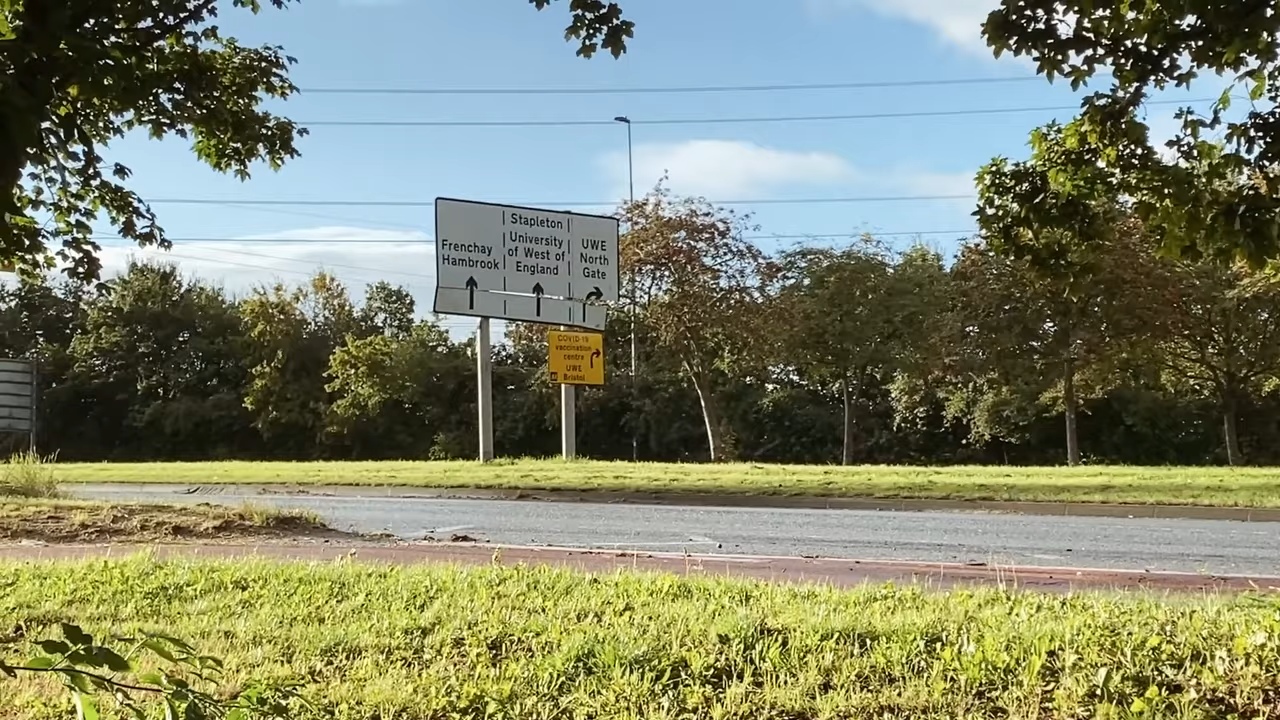 Frenchay
Hambrook
Stapleton
University
of West of
England
UWE
North
Gate
COVID-19
vaccination
centre
UWE
Bristol